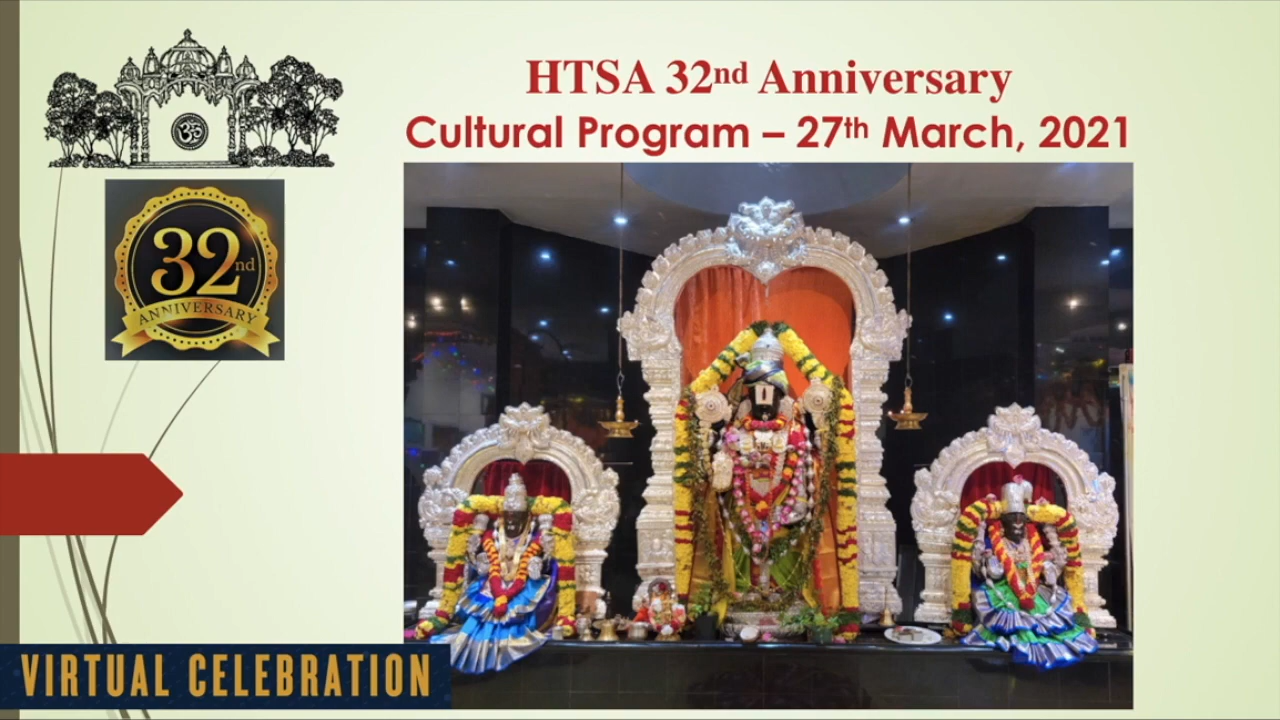 HTSA 32nd Anniversary
Cultural Program – 27th March, 2021
ॐ
32nd
ANNIVERSARY
VIRTUAL CELEBRATION